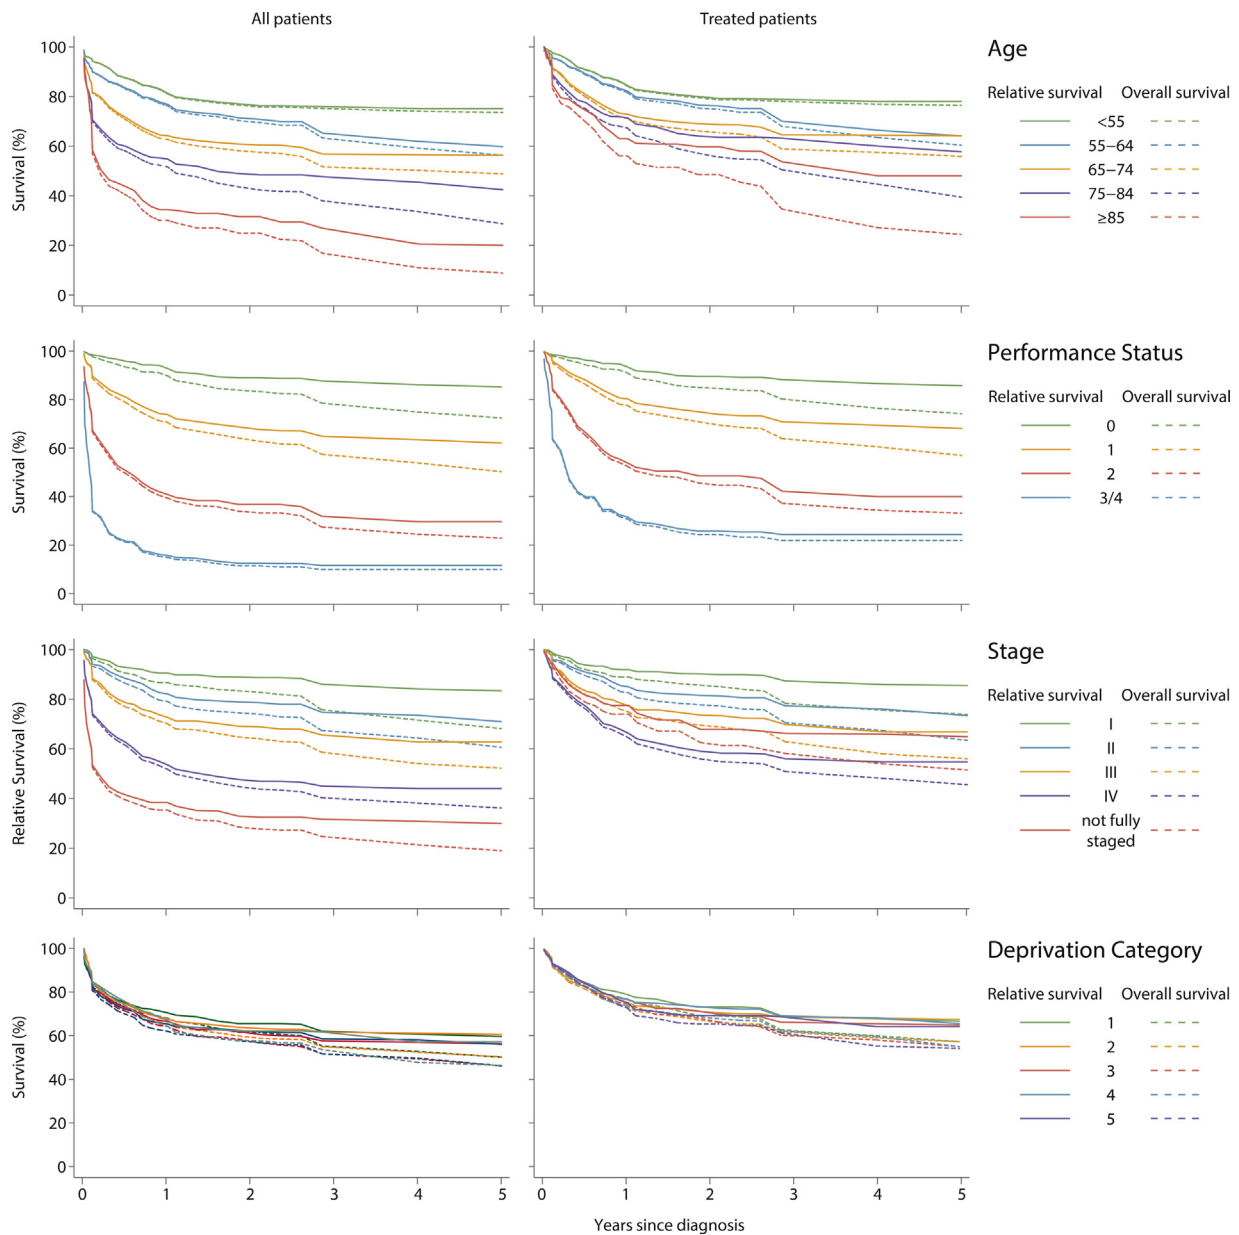 All patients
Treated patients
Survival (%)
100
80
60
40
20
0
Age
Relative survival Overall survival
<55
55–64
65–74
75–84
≥85
Survival (%)
100
80
60
40
20
0
Performance Status
Relative survival Overall survival
0
1
2
3/4
Relative Survival (%)
100
80
60
40
20
0
Stage
Relative survival Overall survival
I
II
III
IV
not fully
staged
Survival (%)
100
80
60
40
20
0
0 1 2 3 4 5
0 1 2 3 4 5
Deprivation Category
Relative survival Overall survival
1
2
3
4
5
Years since diagnosis